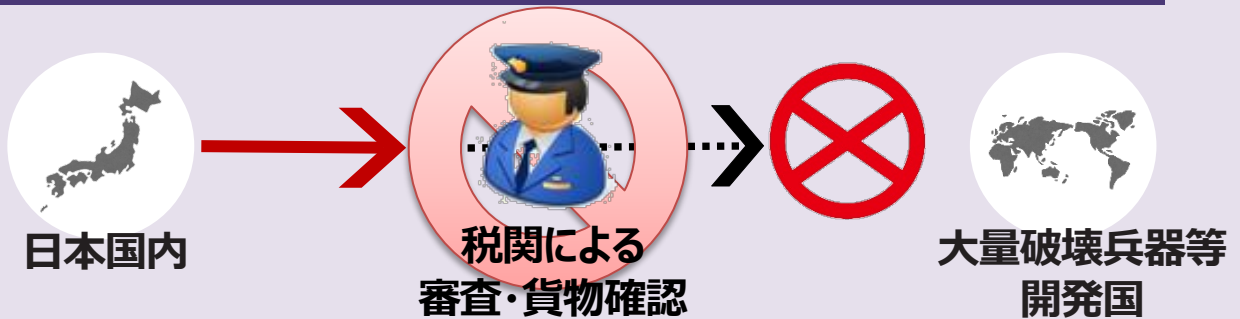 日本国内
税関による
審査・貨物確認
大量破壊兵器等
開発国